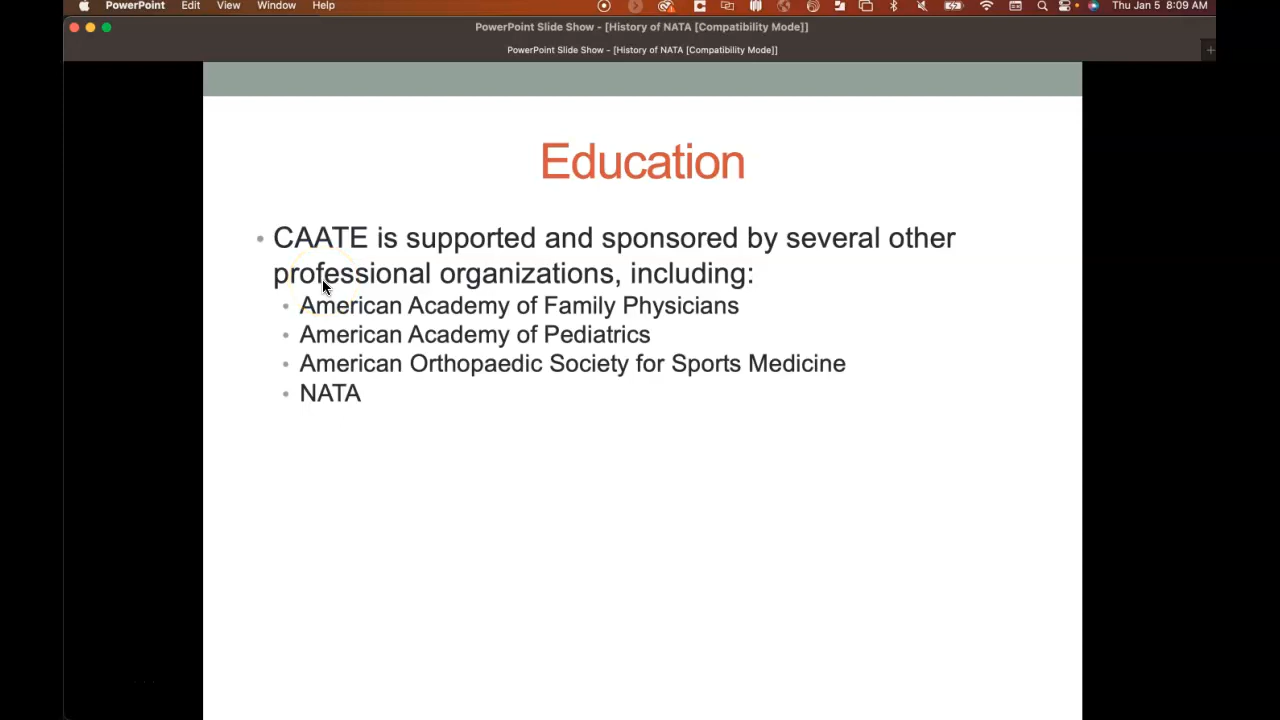 PowerPoint Edit View Window Help Thu Jan 5 8:09 AM
PowerPoint Slide Show - [History of NATA [Compatibility Mode]]
PowerPoint Slide Show - [History of NATA [Compatibility Mode]]
Education
• CAATE is supported and sponsored by several other
professional organizations, including:
• American Academy of Family Physicians
• American Academy of Pediatrics
• American Orthopaedic Society for Sports Medicine
• NATA